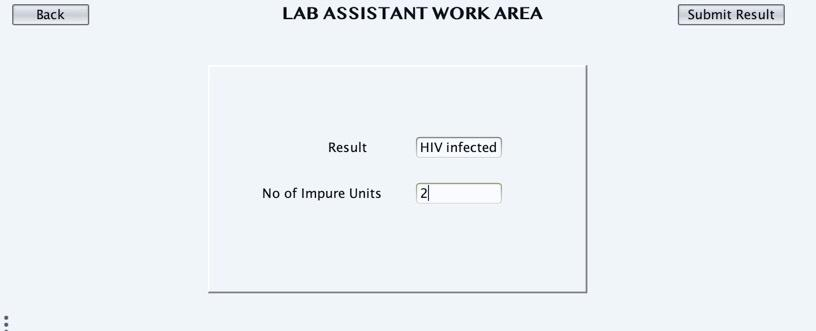 Back
LAB ASSISTANT WORK AREA
Submit Result
Result
HIV infected
No of Impure Units
2